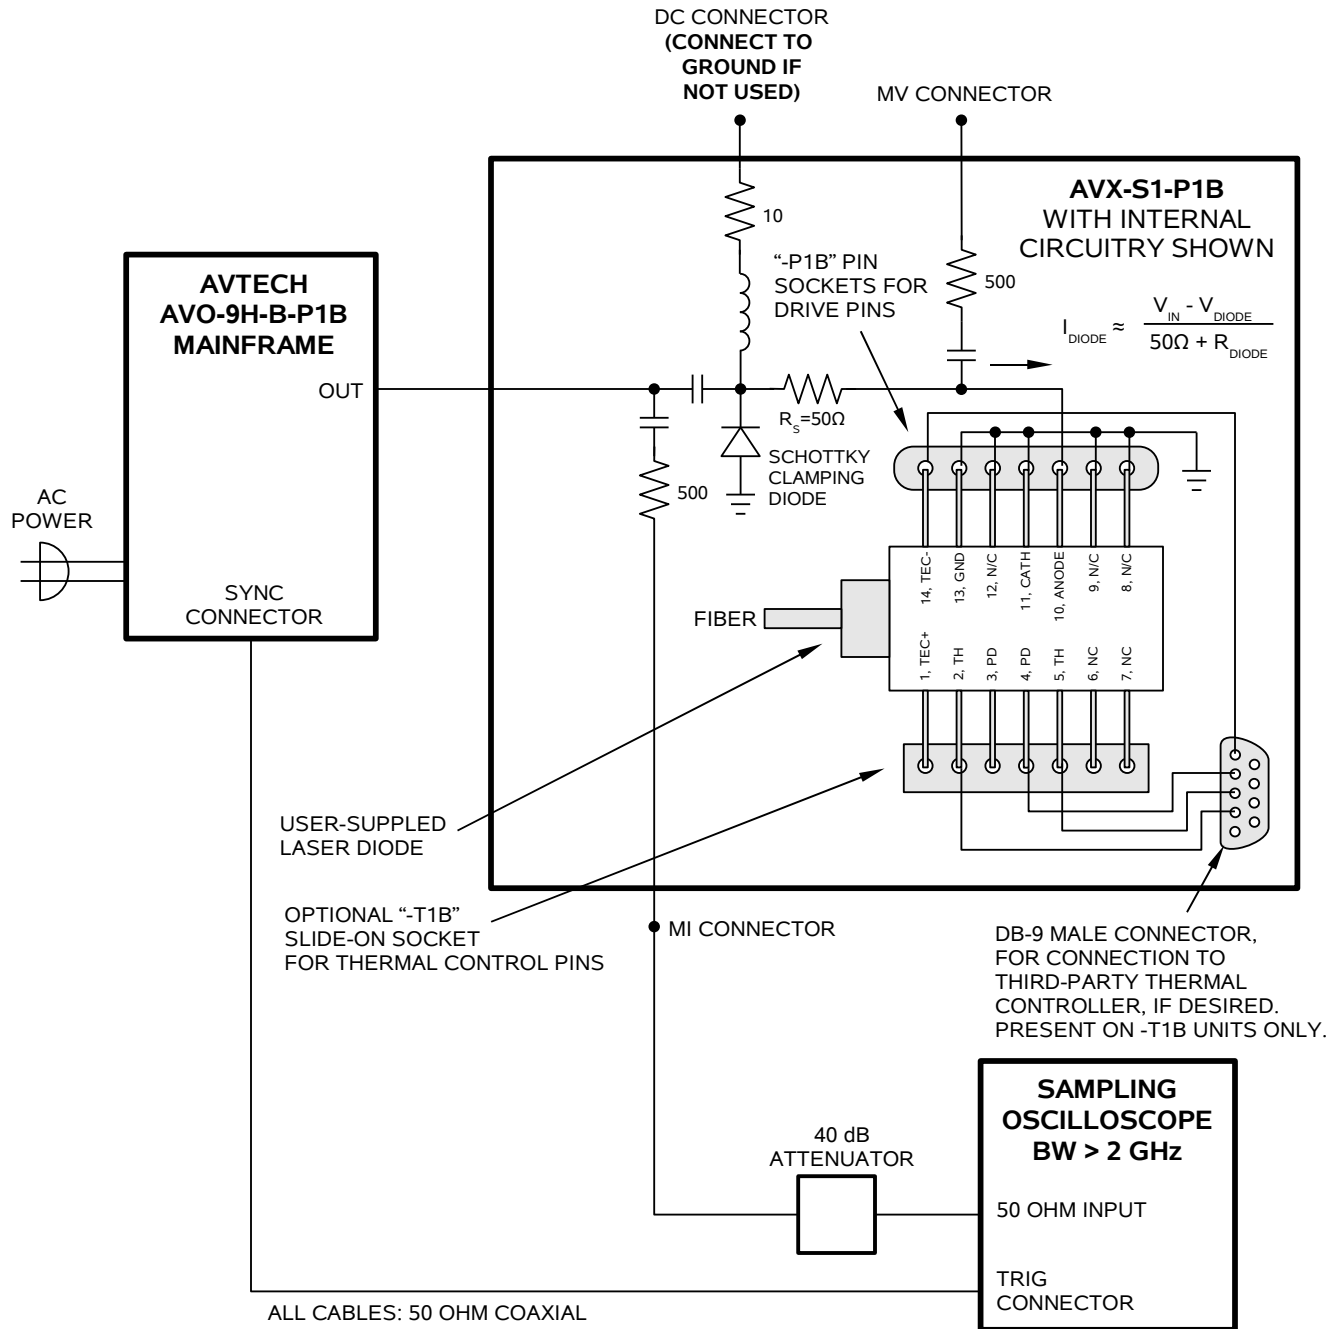 DC CONNECTOR
(CONNECT TO
GROUND IF
NOT USED)
MV CONNECTOR
AVX-S1-P1B
WITH INTERNAL
CIRCUITRY SHOWN
10
500
"-P1B" PIN
SOCKETS FOR
DRIVE PINS
I_DIODE ≈ (V_IN - V_DIODE) / (50Ω + R_DIODE)
AVTECH
AVO-9H-B-P1B
MAINFRAME
OUT
R_S=50Ω
SCHOTTKY
CLAMPING
DIODE
500
AC
POWER
SYNC
CONNECTOR
14, TEC-
13, GND
12, N/C
11, CATH
10, ANODE
9, N/C
8, N/C
FIBER
1, TEC+
2, TH
3, PD
4, PD
5, TH
6, NC
7, NC
USER-SUPPLED
LASER DIODE
OPTIONAL "-T1B"
SLIDE-ON SOCKET
FOR THERMAL CONTROL PINS
MI CONNECTOR
DB-9 MALE CONNECTOR,
FOR CONNECTION TO
THIRD-PARTY THERMAL
CONTROLLER, IF DESIRED.
PRESENT ON -T1B UNITS ONLY.
SAMPLING
OSCILLOSCOPE
BW > 2 GHz
40 dB
ATTENUATOR
50 OHM INPUT
TRIG
CONNECTOR
ALL CABLES: 50 OHM COAXIAL